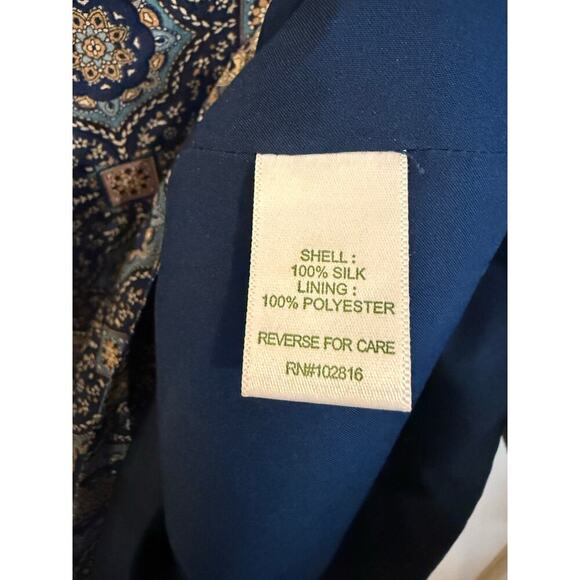 SHELL :
100% SILK
LINING :
100% POLYESTER
REVERSE FOR CARE
RN#102816